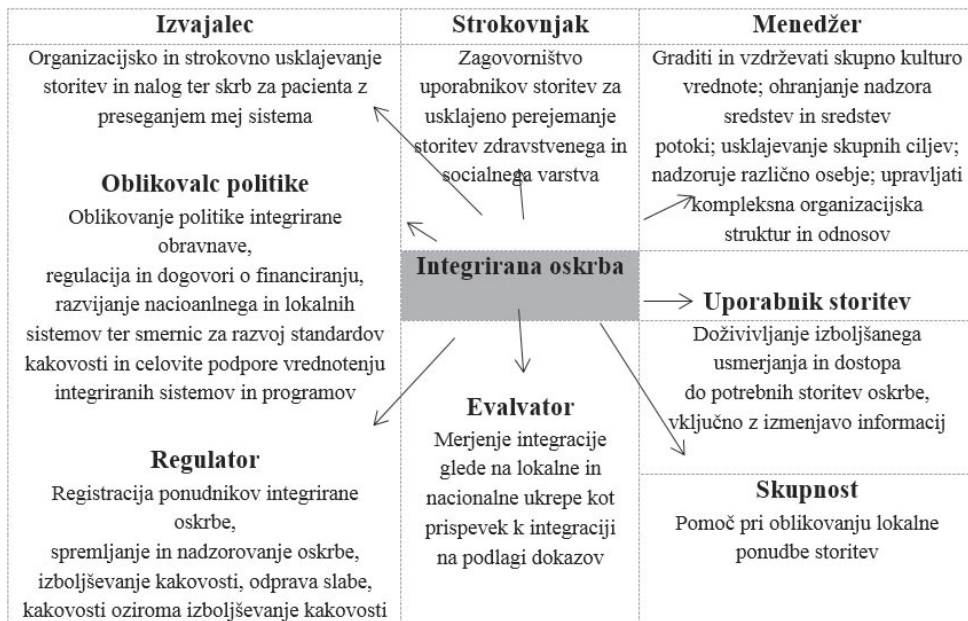 Izvajalec
Organizacijsko in strokovno usklajevanje
storitev in nalog ter skrb za pacienta z
preseganjem mej sistema
Strokovnjak
Zagovorništvo
uporabnikov storitev za
usklajeno perejemanje
storitev zdravstvenega in
socialnega varstva
Menedžer
Graditi in vzdrževati skupno kulturo
vrednote; ohranjanje nadzora
sredstev in sredstev
potoki; usklajevanje skupnih ciljev;
nadzoruje različno osebje; upravljati
kompleksna organizacijska
struktur in odnosov
Oblikovalc politike
Oblikovanje politike integrirane
obravnave,
regulacija in dogovori o financiranju,
razvijanje nacioanlnega in lokalnih
sistemov ter smernic za razvoj standardov
kakovosti in celovite podpore vrednotenju
integriranih sistemov in programov
Integrirana oskrba
Uporabnik storitev
Doživivljanje izboljšanega
usmerjanja in dostopa
do potrebnih storitev oskrbe,
vključno z izmenjavo informacij
Regulator
Registracija ponudnikov integrirane
oskrbe,
spremljanje in nadzorovanje oskrbe,
izboljševanje kakovosti, odprava slabe,
kakovosti oziroma izboljševanje kakovosti
Evalvator
Merjenje integracije
glede na lokalne in
nacionalne ukrepe kot
prispevek k integraciji
na podlagi dokazov
Skupnost
Pomoč pri oblikovanju lokalne
ponudbe storitev